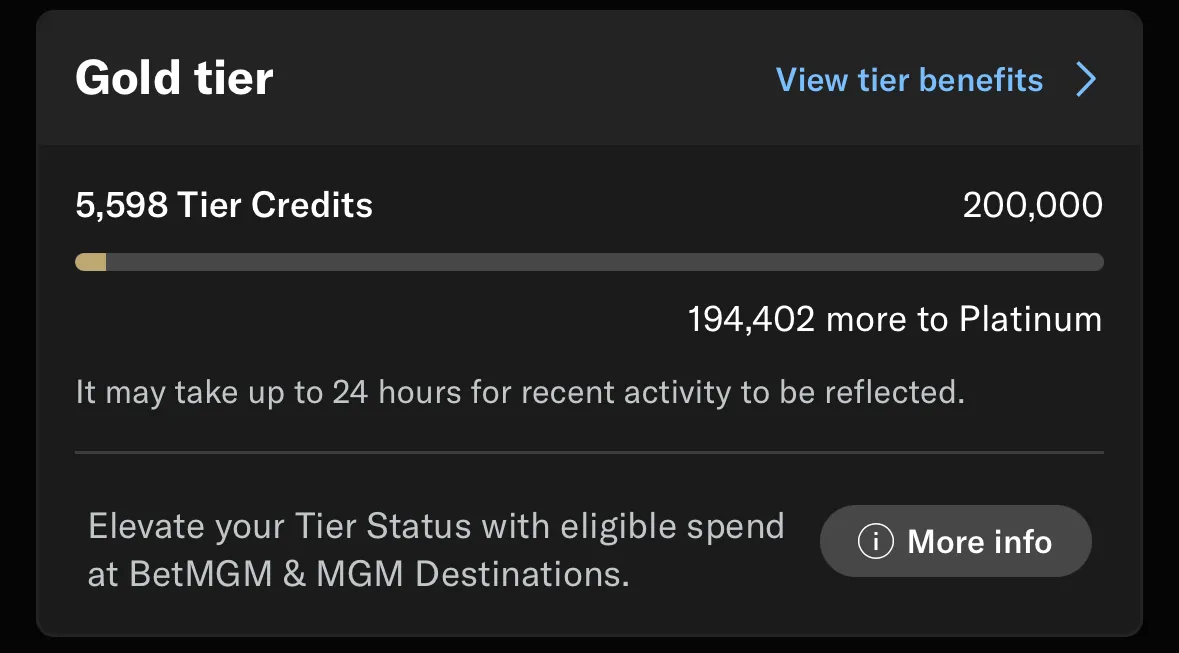 Gold tier
View tier benefits
5,598 Tier Credits
200,000
194,402 more to Platinum
It may take up to 24 hours for recent activity to be reflected.
Elevate your Tier Status with eligible spend
at BetMGM & MGM Destinations.
More info